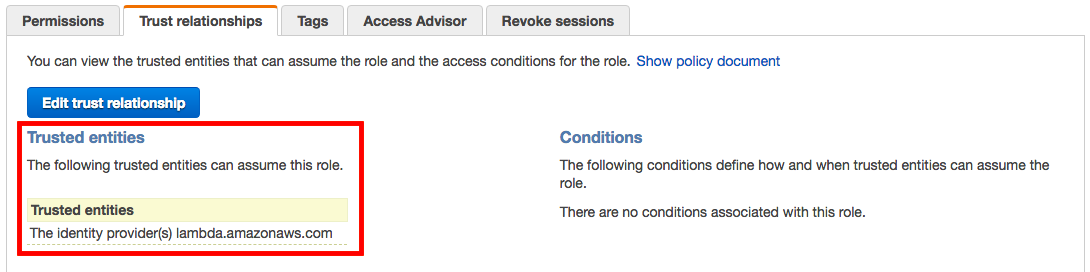 Permissions
Trust relationships
Tags
Access Advisor
Revoke sessions
You can view the trusted entities that can assume the role and the access conditions for the role. Show policy document
Edit trust relationship
Trusted entities
The following trusted entities can assume this role.
Trusted entities
The identity provider(s) lambda.amazonaws.com
Conditions
The following conditions define how and when trusted entities can assume the
role.
There are no conditions associated with this role.